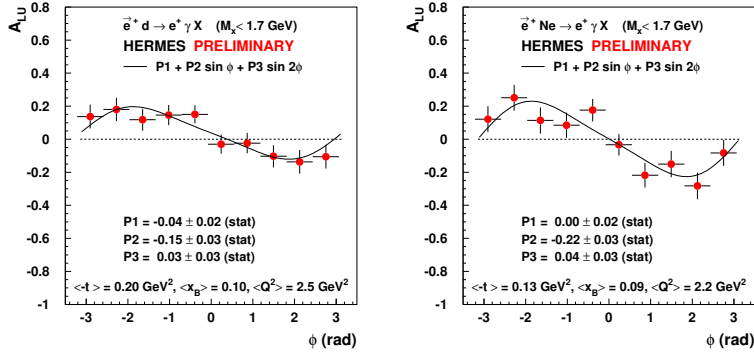 A_LU
0.8
0.6
0.4
0.2
0
-0.2
-0.4
-0.6
-0.8
-1
e⃗⁺ d → e⁺ γ X (Mₓ< 1.7 GeV)
HERMES PRELIMINARY
P1 + P2 sin ϕ + P3 sin 2ϕ
P1 = -0.04 ± 0.02 (stat)
P2 = -0.15 ± 0.03 (stat)
P3 = 0.03 ± 0.03 (stat)
<-t> = 0.20 GeV², <x_B> = 0.10, <Q²> = 2.5 GeV²
-3 -2 -1 0 1 2 3
ϕ (rad)
A_LU
0.8
0.6
0.4
0.2
0
-0.2
-0.4
-0.6
-0.8
-1
e⃗⁺ Ne → e⁺ γ X (Mₓ< 1.7 GeV)
HERMES PRELIMINARY
P1 + P2 sin ϕ + P3 sin 2ϕ
P1 = 0.00 ± 0.02 (stat)
P2 = -0.22 ± 0.03 (stat)
P3 = 0.04 ± 0.03 (stat)
<-t> = 0.13 GeV², <x_B> = 0.09, <Q²> = 2.2 GeV²
-3 -2 -1 0 1 2 3
ϕ (rad)